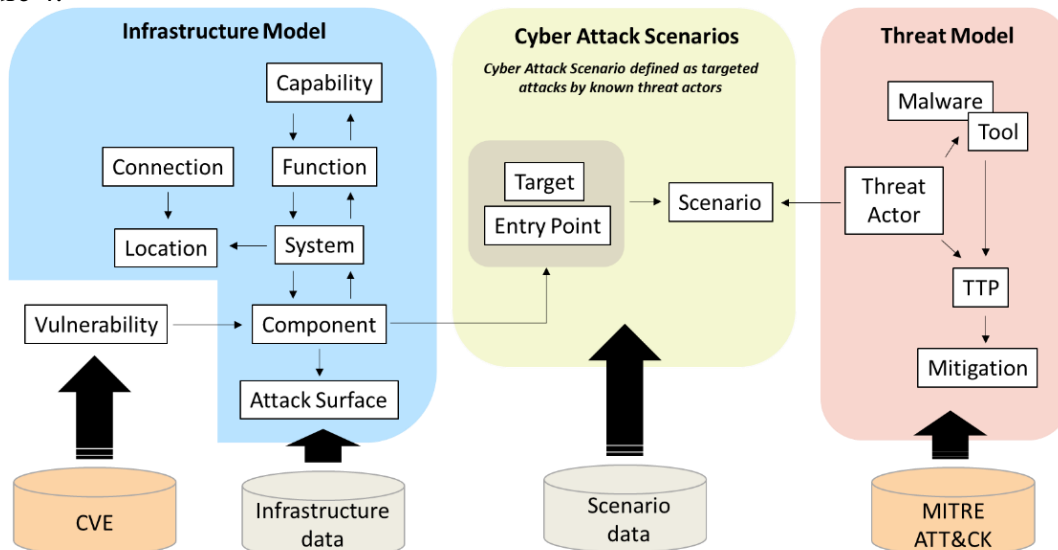 Infrastructure Model
Capability
Connection
Function
Location
System
Vulnerability
Component
Attack Surface
CVE
Infrastructure
data
Cyber Attack Scenarios
Cyber Attack Scenario defined as targeted
attacks by known threat actors
Target
Entry Point
Scenario
Scenario
data
Threat Model
Malware
Tool
Threat
Actor
TTP
Mitigation
MITRE
ATT&CK